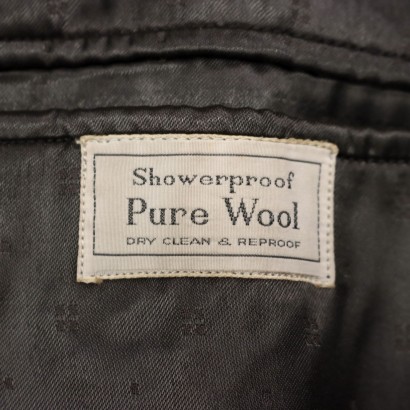 Showerproof
Pure Wool
DRY CLEAN & REPROOF